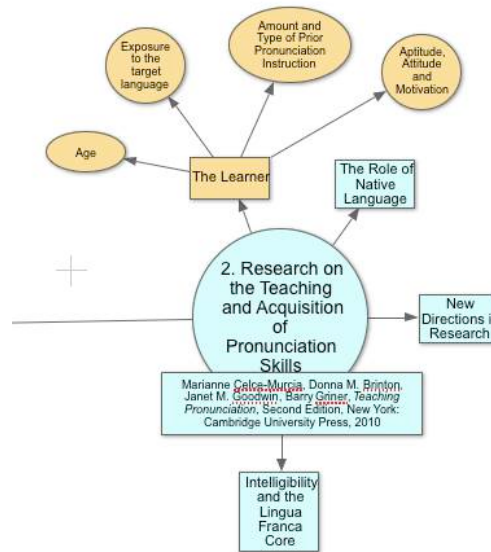 Amount and
Type of Prior
Pronunciation
Instruction
Exposure
to the
target
language
Aptitude,
Attitude
and
Motivation
Age
The Learner
The Role of
Native
Language
2. Research on
the Teaching
and Acquisition
of
Pronunciation
Skills
New
Directions i
Research
Marianne Celce-Murcia, Donna M. Brinton,
Janet M. Goodwin, Barry Griner, Teaching
Pronunciation, Second Edition, New York:
Cambridge University Press, 2010
Intelligibility
and the
Lingua
Franca
Core